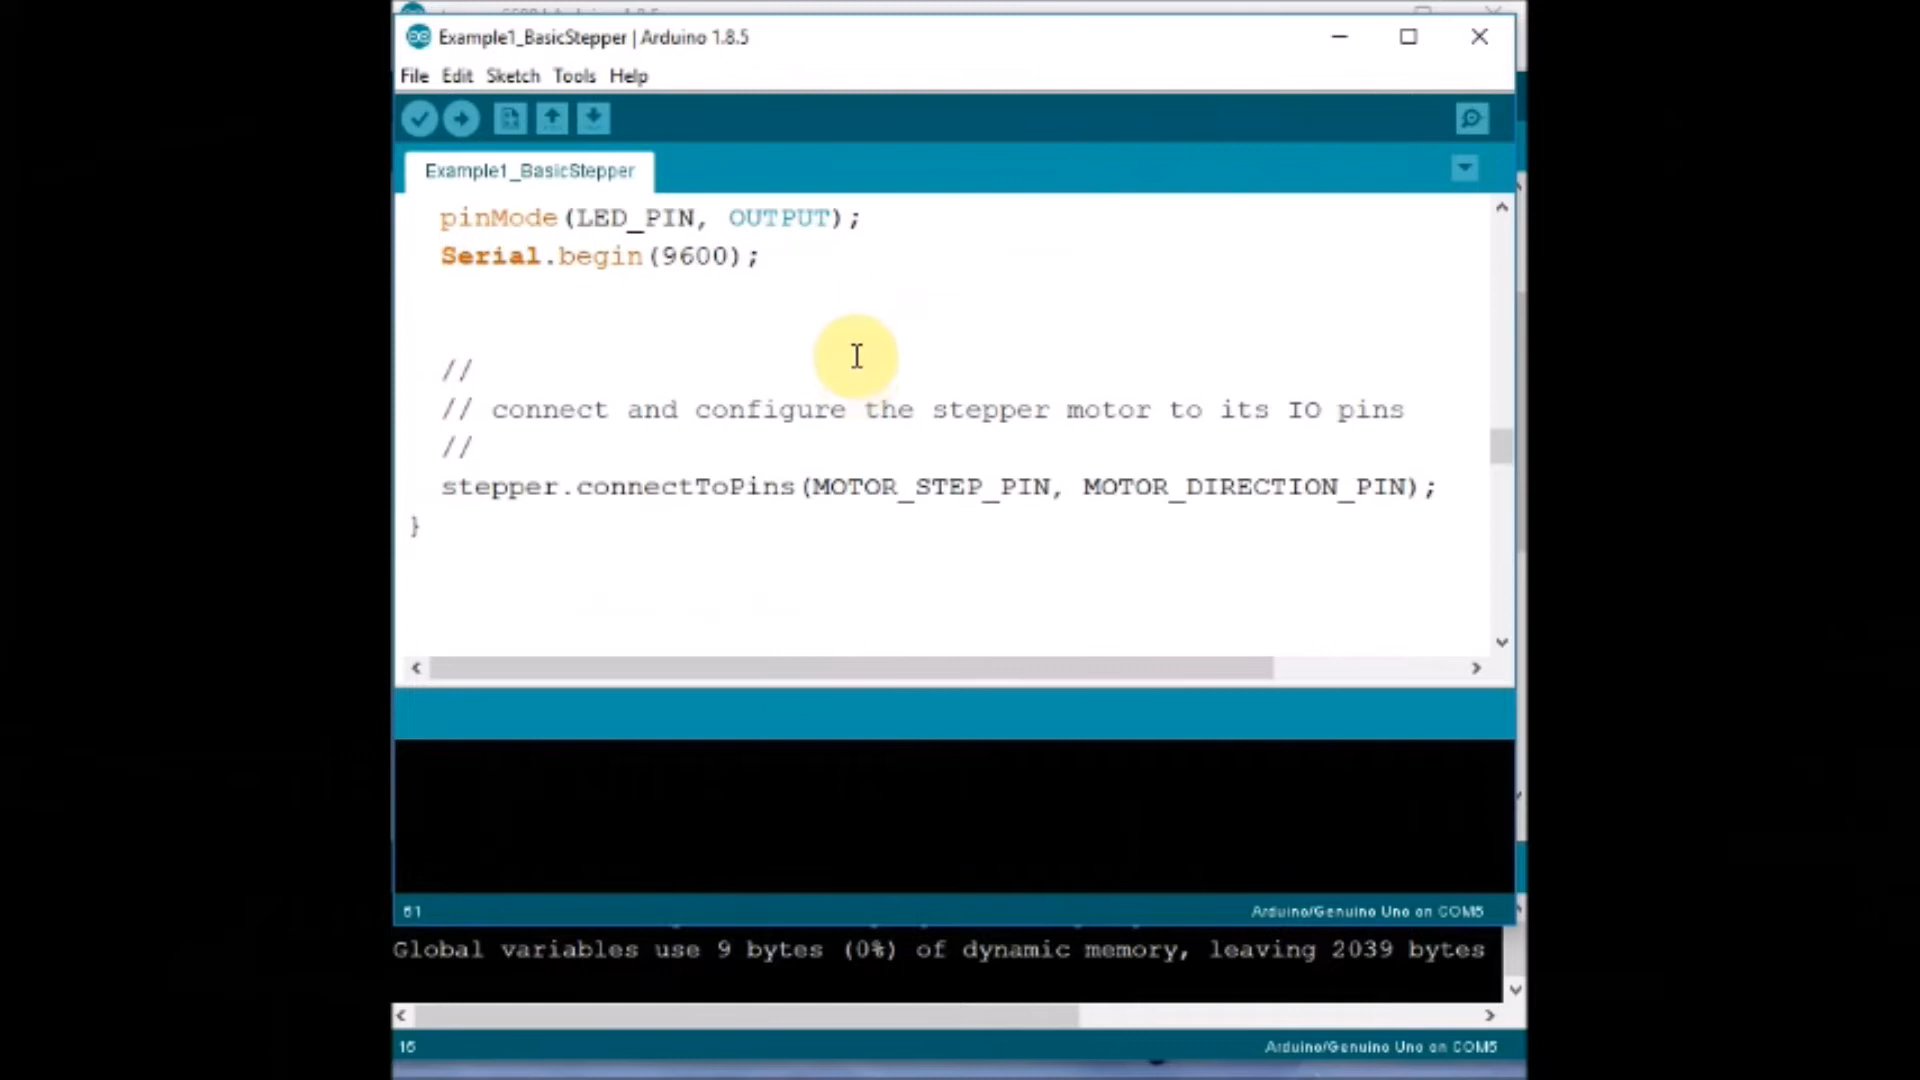 Example1_BasicStepper | Arduino 1.8.5
File Edit Sketch Tools Help
Example1_BasicStepper
pinMode(LED_PIN, OUTPUT);
Serial.begin(9600);
//
// connect and configure the stepper motor to its IO pins
//
stepper.connectToPins(MOTOR_STEP_PIN, MOTOR_DIRECTION_PIN);
}
61 Arduino/Genuino Uno on COM5
Global variables use 9 bytes (0%) of dynamic memory, leaving 2039 bytes
15 Arduino/Genuino Uno on COM5